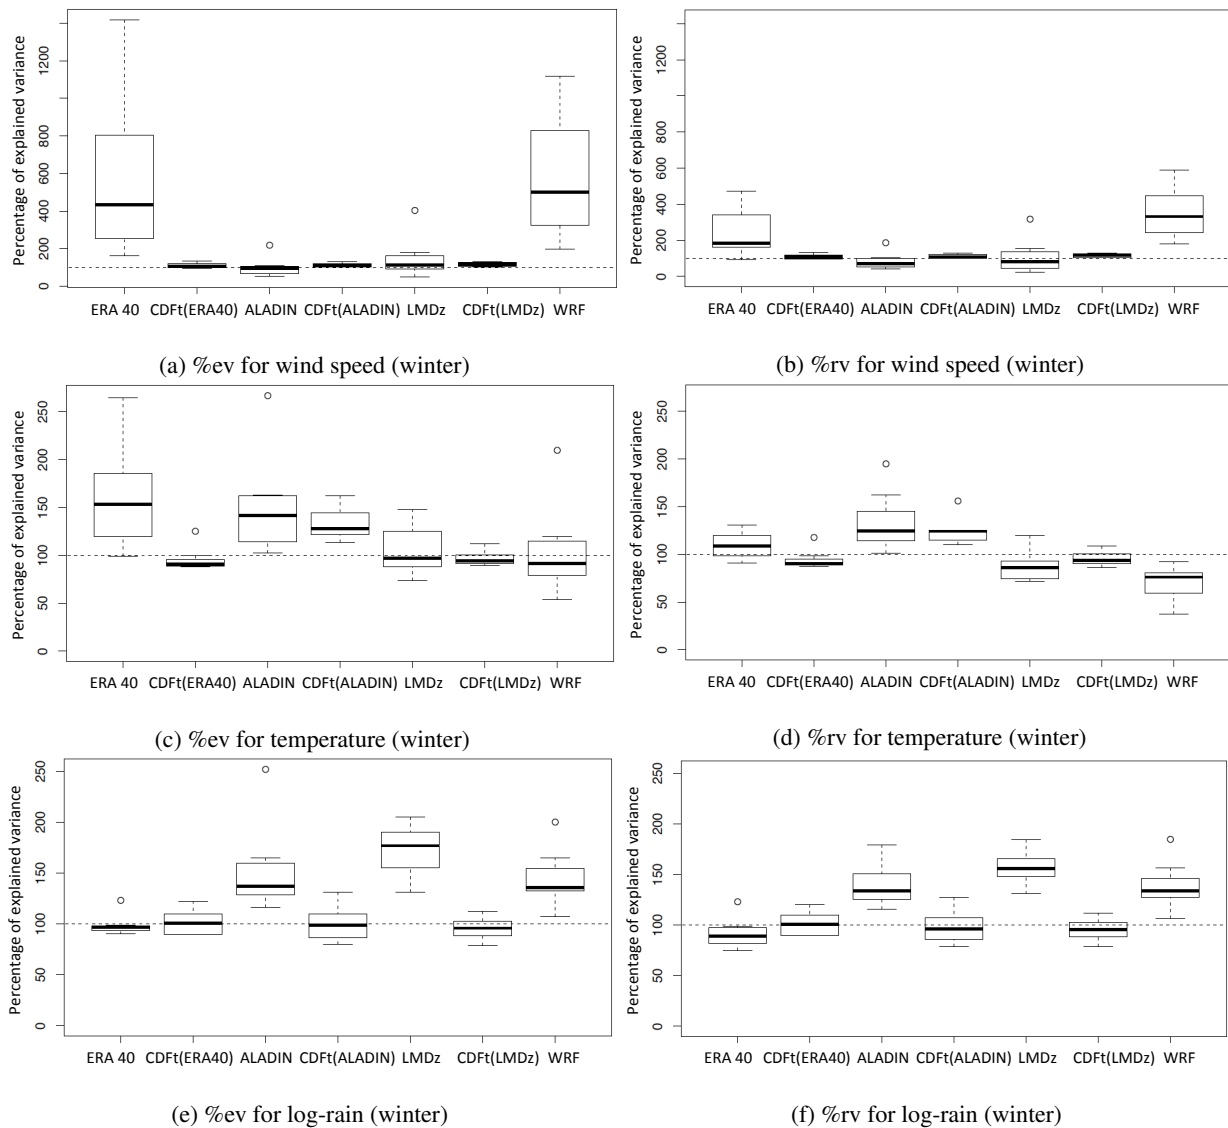 Percentage of explained variance
1200
800
600
400
200
0
ERA 40 CDFt(ERA40) ALADIN CDFt(ALADIN) LMDz CDFt(LMDz) WRF
(a) %ev for wind speed (winter)
Percentage of explained variance
1200
800
600
400
200
0
ERA 40 CDFt(ERA40) ALADIN CDFt(ALADIN) LMDz CDFt(LMDz) WRF
(b) %rv for wind speed (winter)
Percentage of explained variance
250
200
150
100
50
0
ERA 40 CDFt(ERA40) ALADIN CDFt(ALADIN) LMDz CDFt(LMDz) WRF
(c) %ev for temperature (winter)
Percentage of explained variance
250
200
150
100
50
0
ERA 40 CDFt(ERA40) ALADIN CDFt(ALADIN) LMDz CDFt(LMDz) WRF
(d) %rv for temperature (winter)
Percentage of explained variance
250
200
150
100
50
0
ERA 40 CDFt(ERA40) ALADIN CDFt(ALADIN) LMDz CDFt(LMDz) WRF
(e) %ev for log-rain (winter)
Percentage of explained variance
250
200
150
100
50
0
ERA 40 CDFt(ERA40) ALADIN CDFt(ALADIN) LMDz CDFt(LMDz) WRF
(f) %rv for log-rain (winter)